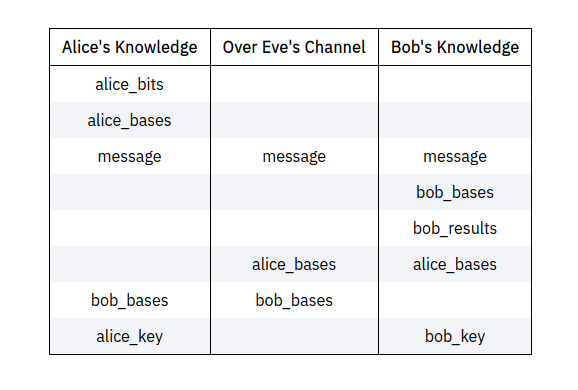 Alice's Knowledge Over Eve's Channel Bob's Knowledge
alice_bits
alice_bases
message message message
bob_bases
bob_results
alice_bases alice_bases
bob_bases bob_bases
alice_key bob_key